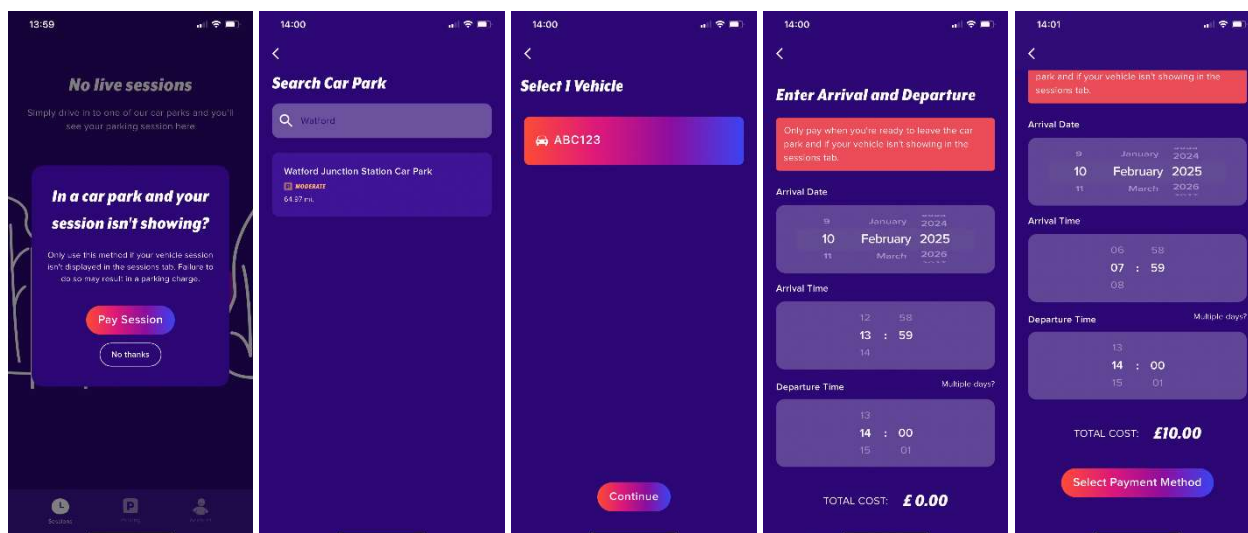 13:59
No live sessions
Simply drive in to one of our car parks and you'll
see your parking session here.
In a car park and your
session isn't showing?
Only use this method if your vehicle session
isn't displayed in the sessions tab. Failure to
do so may result in a parking charge.
Pay Session
No thanks
Sessions
14:00
Search Car Park
Watford
Watford Junction Station Car Park
P MODERATE
64.97 mi.
14:00
Select 1 Vehicle
ABC123
Continue
14:00
Enter Arrival and Departure
Only pay when you're ready to leave the car
park and if your vehicle isn't showing in the
sessions tab.
Arrival Date
9 January 2024
10 February 2025
11 March 2026
Arrival Time
12 58
13 : 59
14
Departure Time Multiple days?
13
14 : 00
15 01
TOTAL COST: £0.00
14:01
park and if your vehicle isn't showing in the
sessions tab.
Arrival Date
9 January 2024
10 February 2025
11 March 2026
Arrival Time
06 58
07 : 59
08
Departure Time Multiple days?
13
14 : 00
15 01
TOTAL COST: £10.00
Select Payment Method